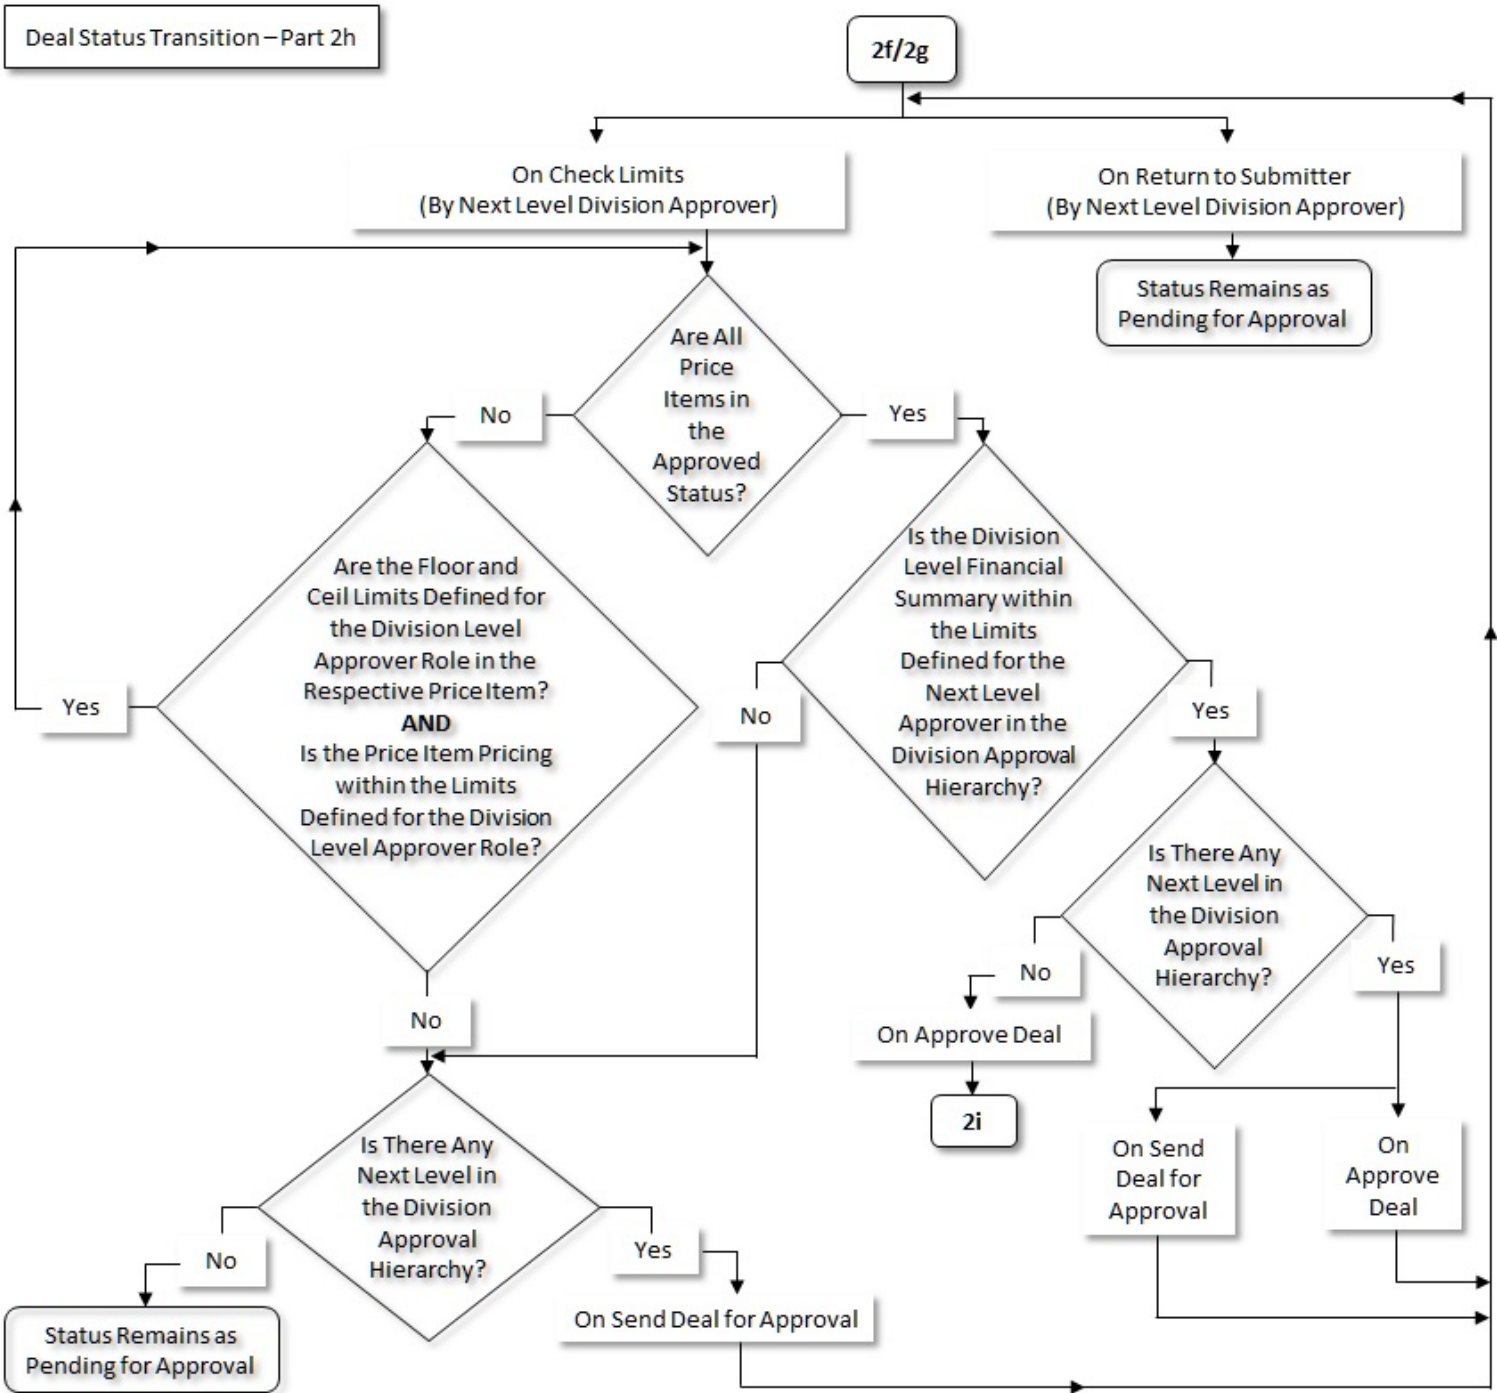 Deal Status Transition – Part 2h
2f/2g
On Check Limits
(By Next Level Division Approver)
On Return to Submitter
(By Next Level Division Approver)
Status Remains as
Pending for Approval
Are All
Price
Items in
the
Approved
Status?
No
Yes
Are the Floor and
Ceil Limits Defined for
the Division Level
Approver Role in the
Respective Price Item?
AND
Is the Price Item Pricing
within the Limits
Defined for the Division
Level Approver Role?
Yes
No
Is the Division
Level Financial
Summary within
the Limits
Defined for the
Next Level
Approver in the
Division Approval
Hierarchy?
No
Yes
Is There Any
Next Level in
the Division
Approval
Hierarchy?
No
Yes
On Approve Deal
2i
On Send
Deal for
Approval
On
Approve
Deal
Is There Any
Next Level in
the Division
Approval
Hierarchy?
No
Yes
Status Remains as
Pending for Approval
On Send Deal for Approval